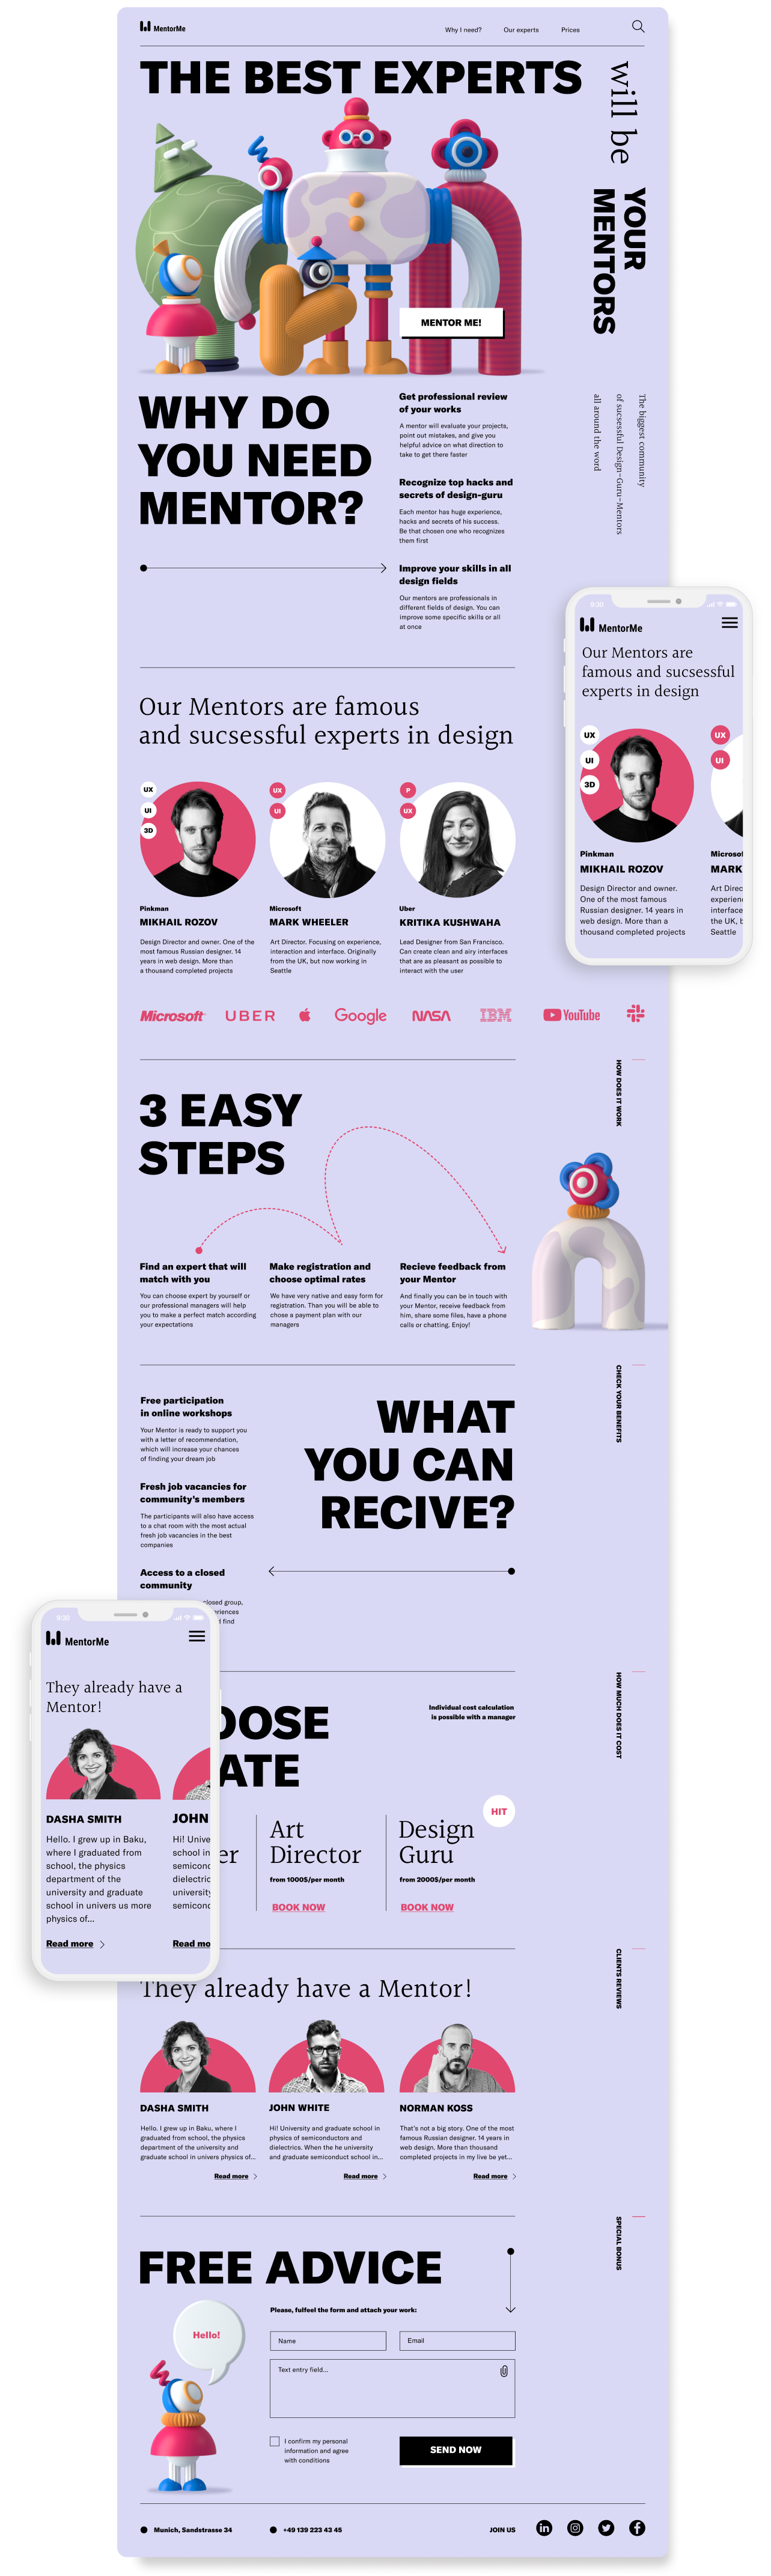 MentorMe
Why I need?
Our experts
Prices
THE BEST EXPERTS
will be
YOUR
MENTORS
MENTOR ME!
The biggest community
of sucsessful Design-Guru-Mentors
all around the word
WHY DO
YOU NEED
MENTOR?
Get professional review
of your works
A mentor will evaluate your projects,
point out mistakes, and give you
helpful advice on what direction to
take to get there faster
Recognize top hacks and
secrets of design-guru
Each mentor has huge experience,
hacks and secrets of his success.
Be that chosen one who recognizes
them first
Improve your skills in all
design fields
Our mentors are professionals in
different fields of design. You can
improve some specific skills or all
at once
9:30
MentorMe
Our Mentors are
famous and sucsessful
experts in design
UX
UI
3D
UX
UI
Pinkman
MIKHAIL ROZOV
Design Director and owner.
One of the most famous
Russian designer. 14 years in
web design. More than a
thousand completed projects
Microsof
MARK
Art Direc
experien
interface
the UK, b
Seattle
Our Mentors are famous
and sucsessful experts in design
UX
UI
3D
Pinkman
MIKHAIL ROZOV
Design Director and owner. One of the
most famous Russian designer. 14
years in web design. More than
a thousand completed projects
UX
UI
Microsoft
MARK WHEELER
Art Director. Focusing on experience,
interaction and interface. Originally
from the UK, but now working in
Seattle
P
UX
Uber
KRITIKA KUSHWAHA
Lead Designer from San Francisco.
Can create clean and airy interfaces
that are as pleasant as possible to
interact with the user
Microsoft
UBER
Google
NASA
IBM
YouTube
HOW DOES IT WORK
3 EASY
STEPS
Find an expert that will
match with you
You can choose expert by yourself or
our professional managers will help
you to make a perfect match according
your expectations
Make registration and
choose optimal rates
We have very native and easy form for
registration. Than you will be able to
chose a payment plan with our
managers
Recieve feedback from
your Mentor
And finally you can be in touch with
your Mentor, receive feedback from
him, share some files, have a phone
calls or chatting. Enjoy!
CHECK YOUR BENEFITS
Free participation
in online workshops
Your Mentor is ready to support you
with a letter of recommendation,
which will increase your chances
of finding your dream job
Fresh job vacancies for
community's members
The participants will also have access
to a chat room with the most actual
fresh job vacancies in the best
companies
Access to a closed
community
closed group,
riences
t find
WHAT
YOU CAN
RECIVE?
9:30
MentorMe
They already have a
Mentor!
DASHA SMITH
Hello. I grew up in Baku,
where I graduated from
school, the physics
department of the
university and graduate
school in univers us more
physics of...
Read more
JOHN
Hi! Unive
school in
semicond
dielectric
university
semicond
Read mo
HOW MUCH DOES IT COST
OOSE
ATE
Individual cost calculation
is possible with a manager
er
Art
Director
from 1000$/per month
BOOK NOW
HIT
Design
Guru
from 2000$/per month
BOOK NOW
CLIENTS REVIEWS
They already have a Mentor!
DASHA SMITH
Hello. I grew up in Baku, where I
graduated from school, the physics
department of the university and
graduate school in univers physics of...
Read more
JOHN WHITE
Hi! University and graduate school in
physics of semiconductors and
dielectrics. When the he university
and graduate semiconduct school in...
Read more
NORMAN KOSS
That's not a big story. One of the most
famous Russian designer. 14 years in
web design. More than thousand
completed projects in my live be yet...
Read more
SPECIAL BONUS
FREE ADVICE
Hello!
Please, fulfeel the form and attach your work:
Name
Email
Text entry field...
I confirm my personal
information and agree
with conditions
SEND NOW
Munich, Sandstrasse 34
+49 139 223 43 45
JOIN US